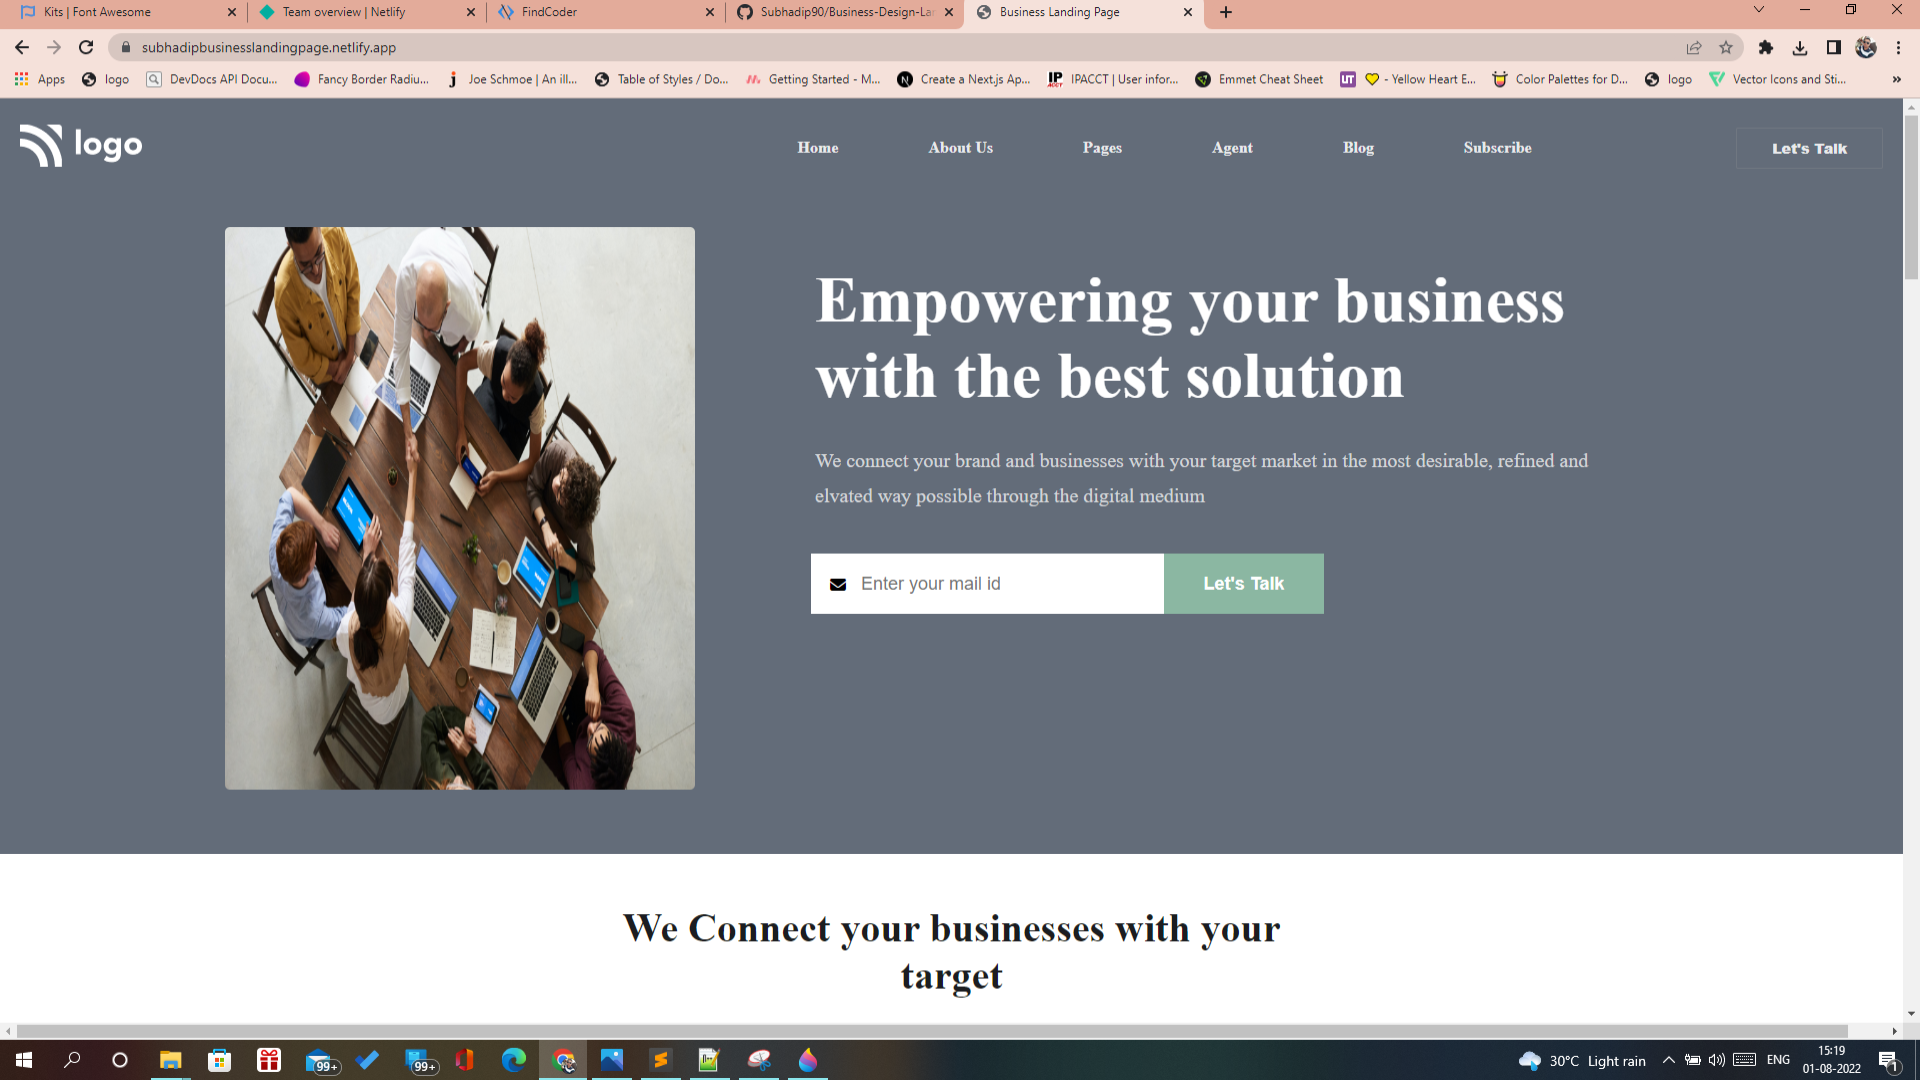 Kits | Font Awesome
Team overview | Netlify
FindCoder
Subhadip90/Business-Design-Lar
Business Landing Page
subhadipbusinesslandingpage.netlify.app
Apps
logo
DevDocs API Docu...
Fancy Border Radiu...
Joe Schmoe | An ill...
Table of Styles / Do...
Getting Started - M...
Create a Next.js Ap...
IPACCT | User infor...
Emmet Cheat Sheet
- Yellow Heart E...
Color Palettes for D...
logo
Vector Icons and Sti...
logo
Home
About Us
Pages
Agent
Blog
Subscribe
Let's Talk
Empowering your business
with the best solution
We connect your brand and businesses with your target market in the most desirable, refined and
elvated way possible through the digital medium
Enter your mail id
Let's Talk
We Connect your businesses with your
target
99+
99+
30°C Light rain
ENG
15:19
01-08-2022
1